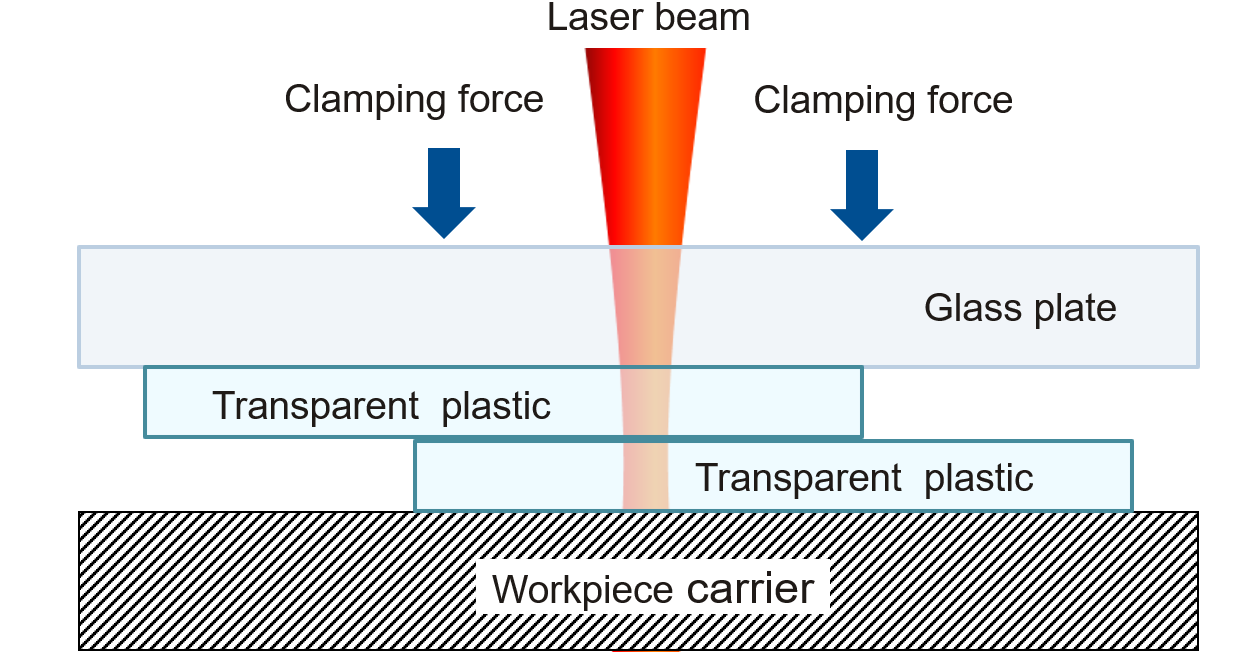 Laser beam
Clamping force
Clamping force
Glass plate
Transparent plastic
Transparent plastic
Workpiece carrier